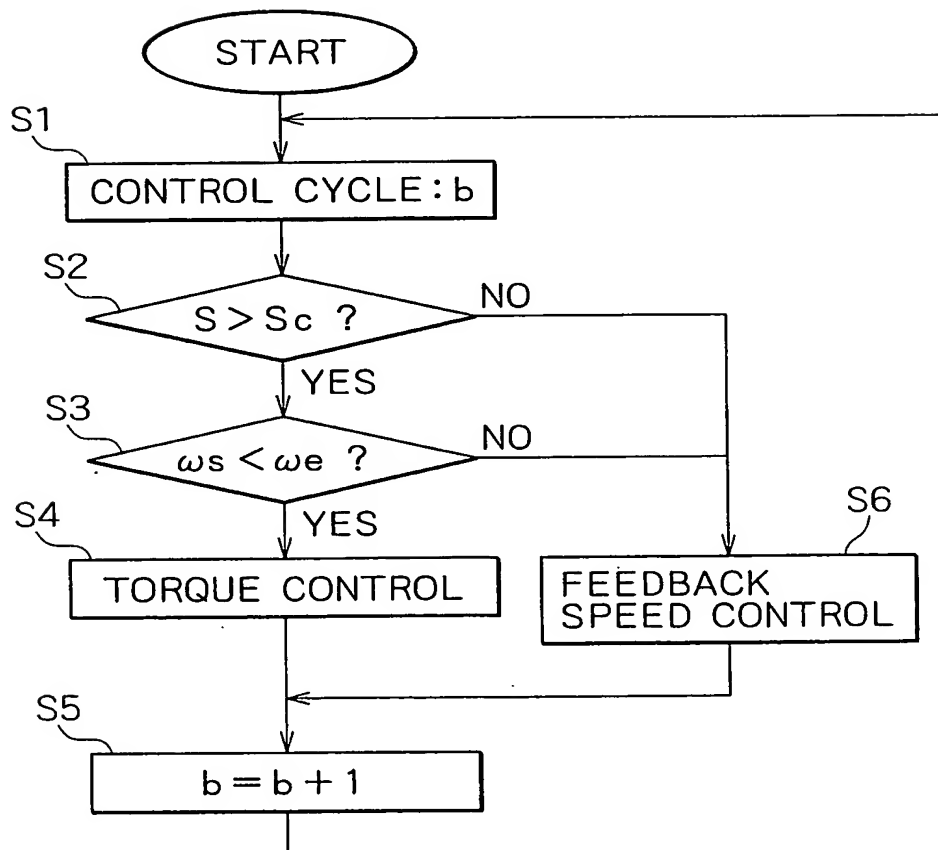 START
S1
CONTROL CYCLE:b
S2
S>Sc ?
NO
YES
S3
ωs<ωe ?
NO
YES
S4
TORQUE CONTROL
S6
FEEDBACK
SPEED CONTROL
S5
b=b+1